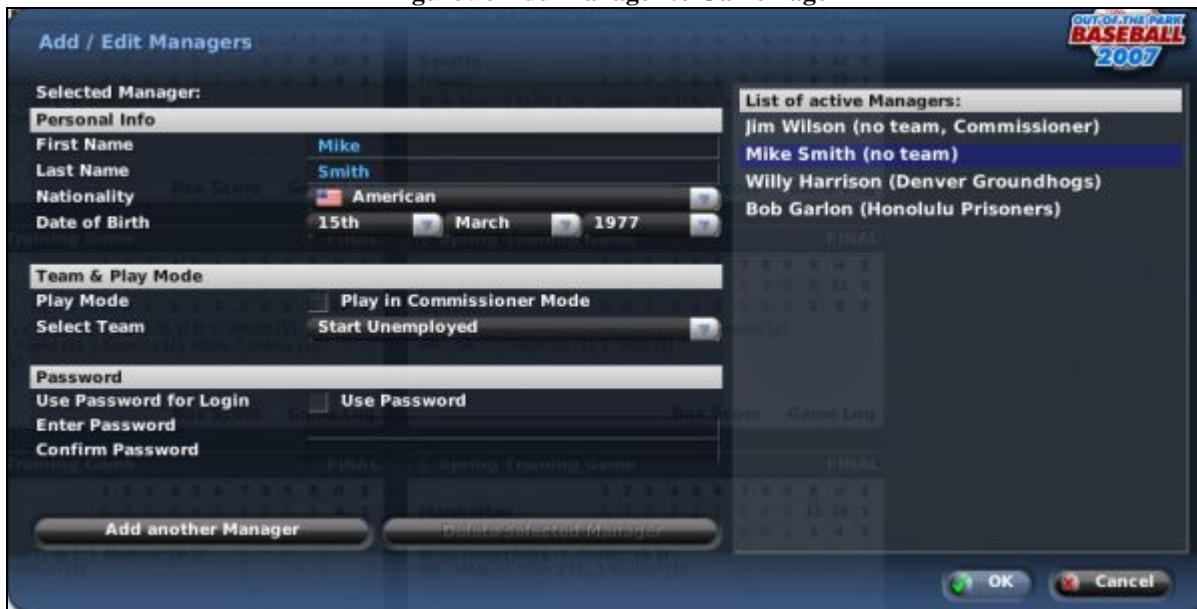 Add / Edit Managers
OUT OF THE PARK
BASEBALL
2007
Selected Manager:
Personal Info
First Name Mike
Last Name Smith
Nationality American
Date of Birth 15th March 1977
Team & Play Mode
Play Mode Play in Commissioner Mode
Select Team Start Unemployed
Password
Use Password for Login Use Password
Enter Password
Confirm Password
Add another Manager Delete Selected Manager
List of active Managers:
Jim Wilson (no team, Commissioner)
Mike Smith (no team)
Willy Harrison (Denver Groundhogs)
Bob Garlon (Honolulu Prisoners)
OK Cancel